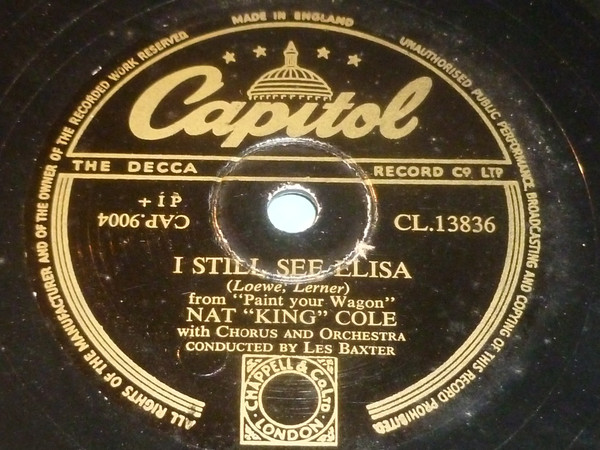 MADE IN ENGLAND
ALL RIGHTS OF THE MANUFACTURER AND OF THE OWNER OF THE RECORDED WORK RESERVED
UNAUTHORISED PUBLIC PERFORMANCE BROADCASTING AND COPYING OF THIS RECORD PROHIBITED
Capitol
THE DECCA RECORD Cº LTD
CAP.9004
CL.13836
I STILL SEE ELISA
(Loewe, Lerner)
from "Paint your Wagon"
NAT "KING" COLE
with CHORUS AND ORCHESTRA
CONDUCTED BY LES BAXTER
CHAPPELL & Co LTD
LONDON